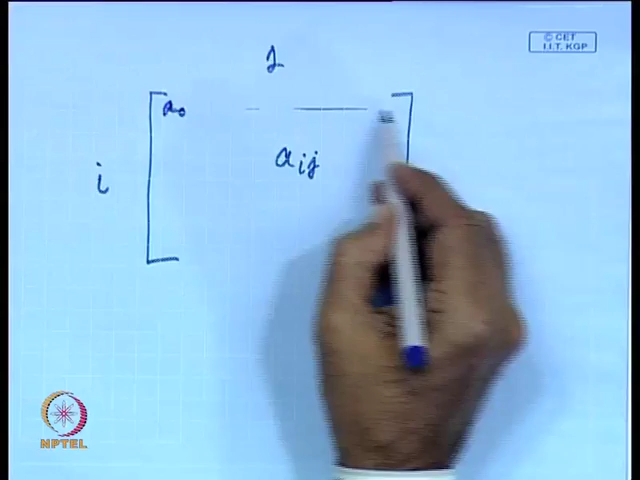 © CET
I.I.T. KGP
j
a₀
i
aᵢⱼ
NPTEL